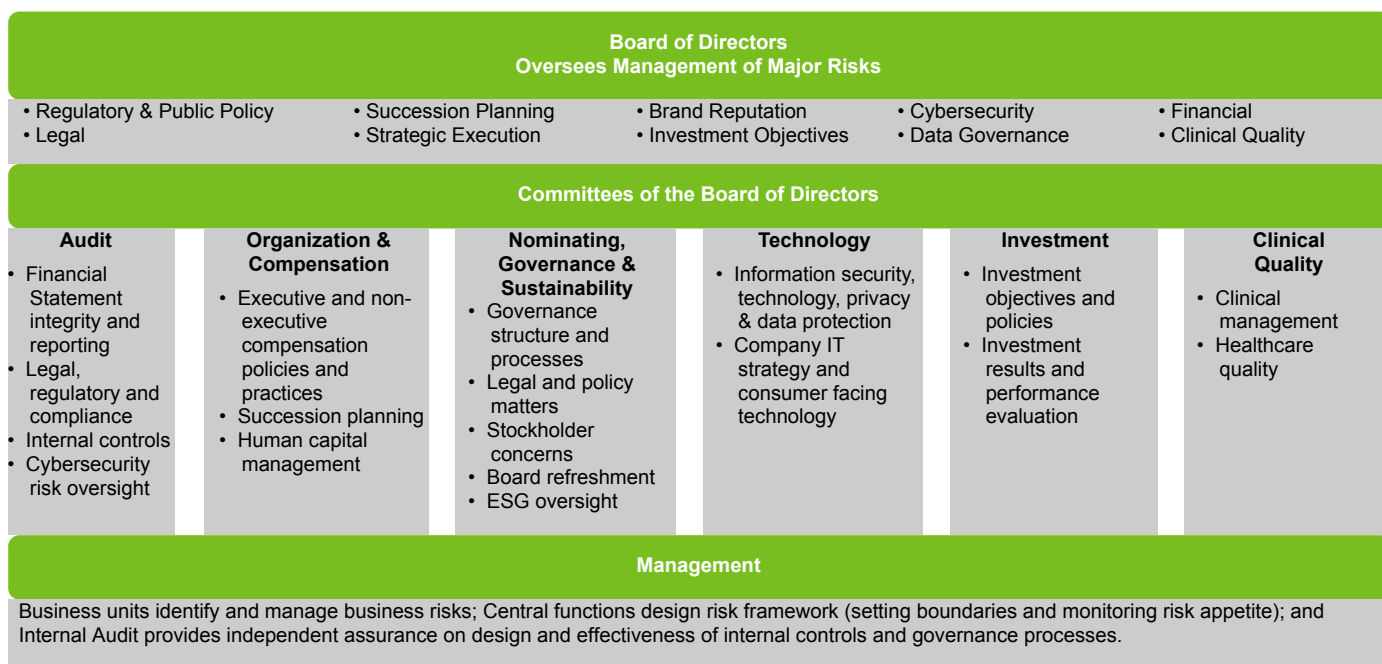 Board of Directors
Oversees Management of Major Risks
• Regulatory & Public Policy
• Legal
• Succession Planning
• Strategic Execution
• Brand Reputation
• Investment Objectives
• Cybersecurity
• Data Governance
• Financial
• Clinical Quality
Committees of the Board of Directors
Audit
• Financial
Statement
integrity and
reporting
• Legal,
regulatory and
compliance
• Internal controls
• Cybersecurity
risk oversight
Organization &
Compensation
• Executive and non-
executive
compensation
policies and
practices
• Succession planning
• Human capital
management
Nominating,
Governance &
Sustainability
• Governance
structure and
processes
• Legal and policy
matters
• Stockholder
concerns
• Board refreshment
• ESG oversight
Technology
• Information security,
technology, privacy
& data protection
• Company IT
strategy and
consumer facing
technology
Investment
• Investment
objectives and
policies
• Investment
results and
performance
evaluation
Clinical
Quality
• Clinical
management
• Healthcare
quality
Management
Business units identify and manage business risks; Central functions design risk framework (setting boundaries and monitoring risk appetite); and
Internal Audit provides independent assurance on design and effectiveness of internal controls and governance processes.